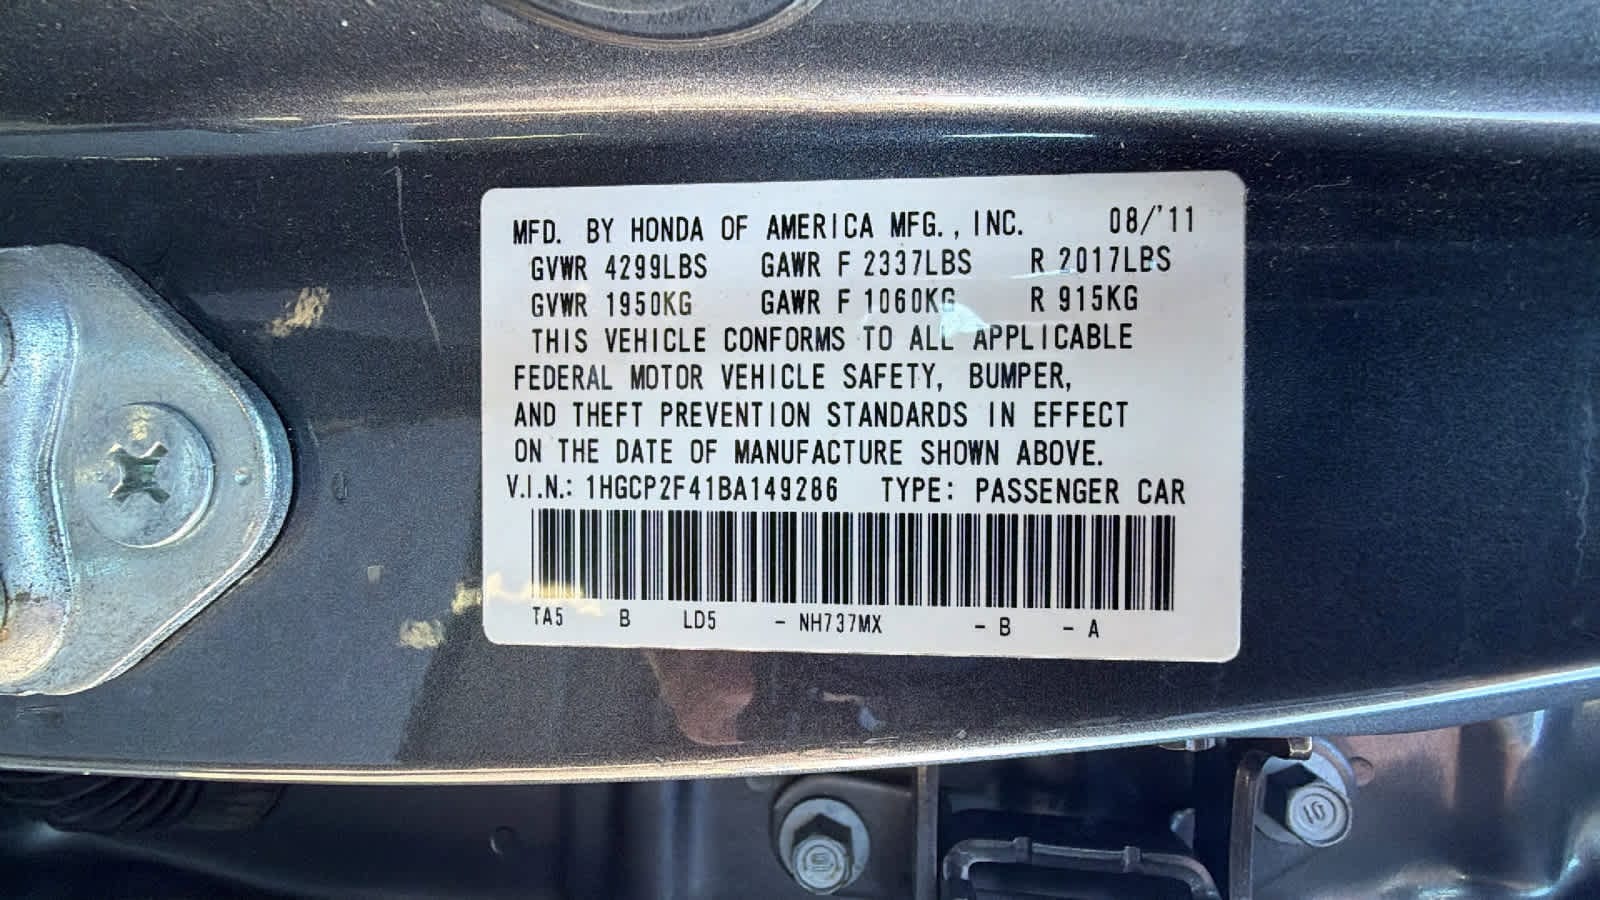 MFD. BY HONDA OF AMERICA MFG., INC. 08/'11
GVWR 4299LBS GAWR F 2337LBS R 2017LBS
GVWR 1950KG GAWR F 1060KG R 915KG
THIS VEHICLE CONFORMS TO ALL APPLICABLE
FEDERAL MOTOR VEHICLE SAFETY, BUMPER,
AND THEFT PREVENTION STANDARDS IN EFFECT
ON THE DATE OF MANUFACTURE SHOWN ABOVE.
V.I.N.: 1HGCP2F41BA149286 TYPE: PASSENGER CAR
TA5 B LD5 - NH737MX - B - A